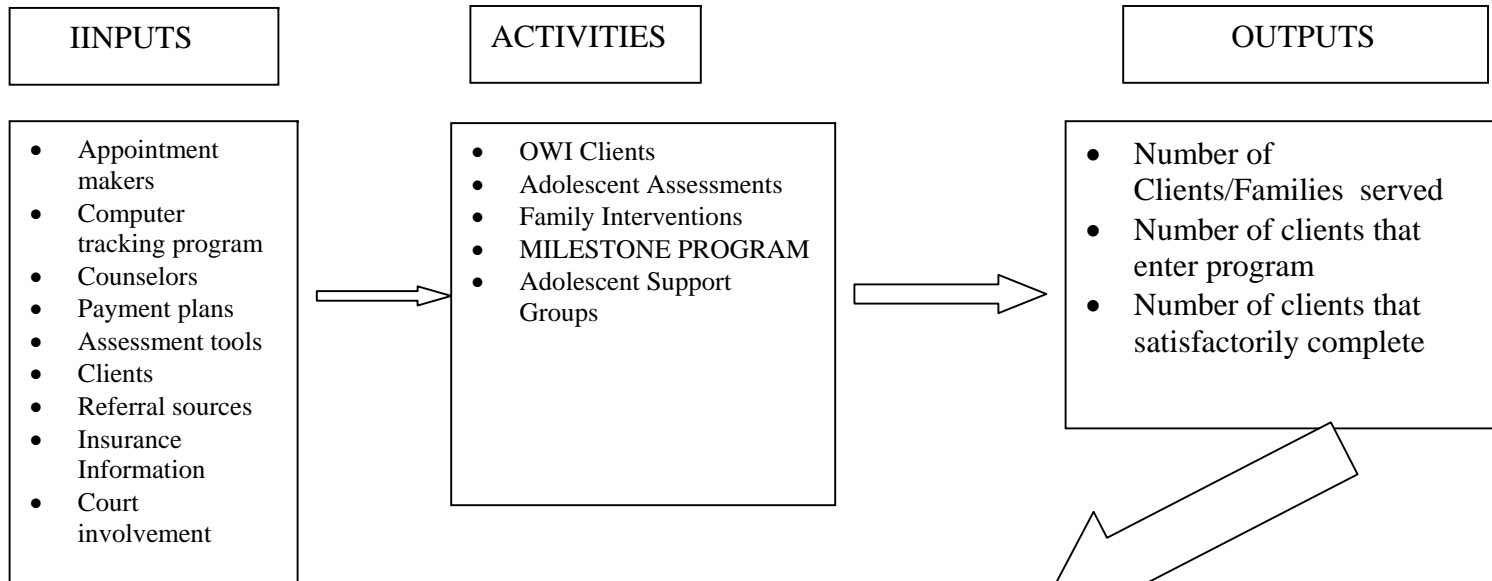 IINPUTS
ACTIVITIES
OUTPUTS
• Appointment
makers
• Computer
tracking program
• Counselors
• Payment plans
• Assessment tools
• Clients
• Referral sources
• Insurance
Information
• Court
involvement
• OWI Clients
• Adolescent Assessments
• Family Interventions
• MILESTONE PROGRAM
• Adolescent Support
Groups
• Number of
Clients/Families served
• Number of clients that
enter program
• Number of clients that
satisfactorily complete